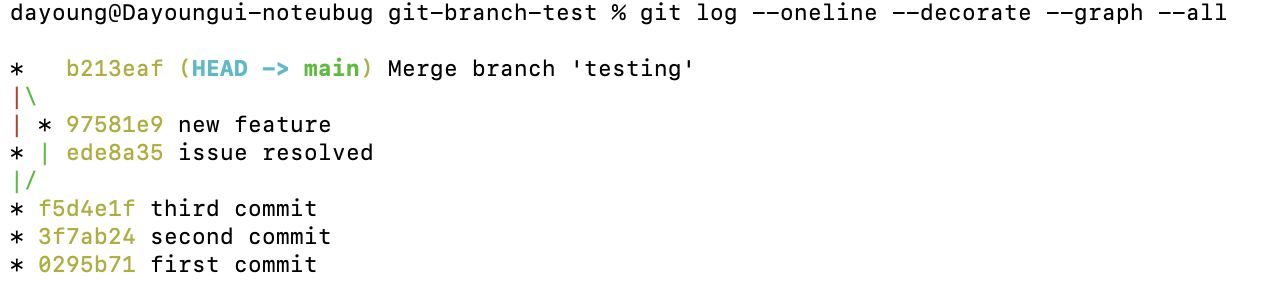 dayoung@Dayoungui-noteubug git-branch-test % git log --oneline --decorate --graph --all
*   b213eaf (HEAD -> main) Merge branch 'testing'
|\
| * 97581e9 new feature
* | ede8a35 issue resolved
|/
* f5d4e1f third commit
* 3f7ab24 second commit
* 0295b71 first commit